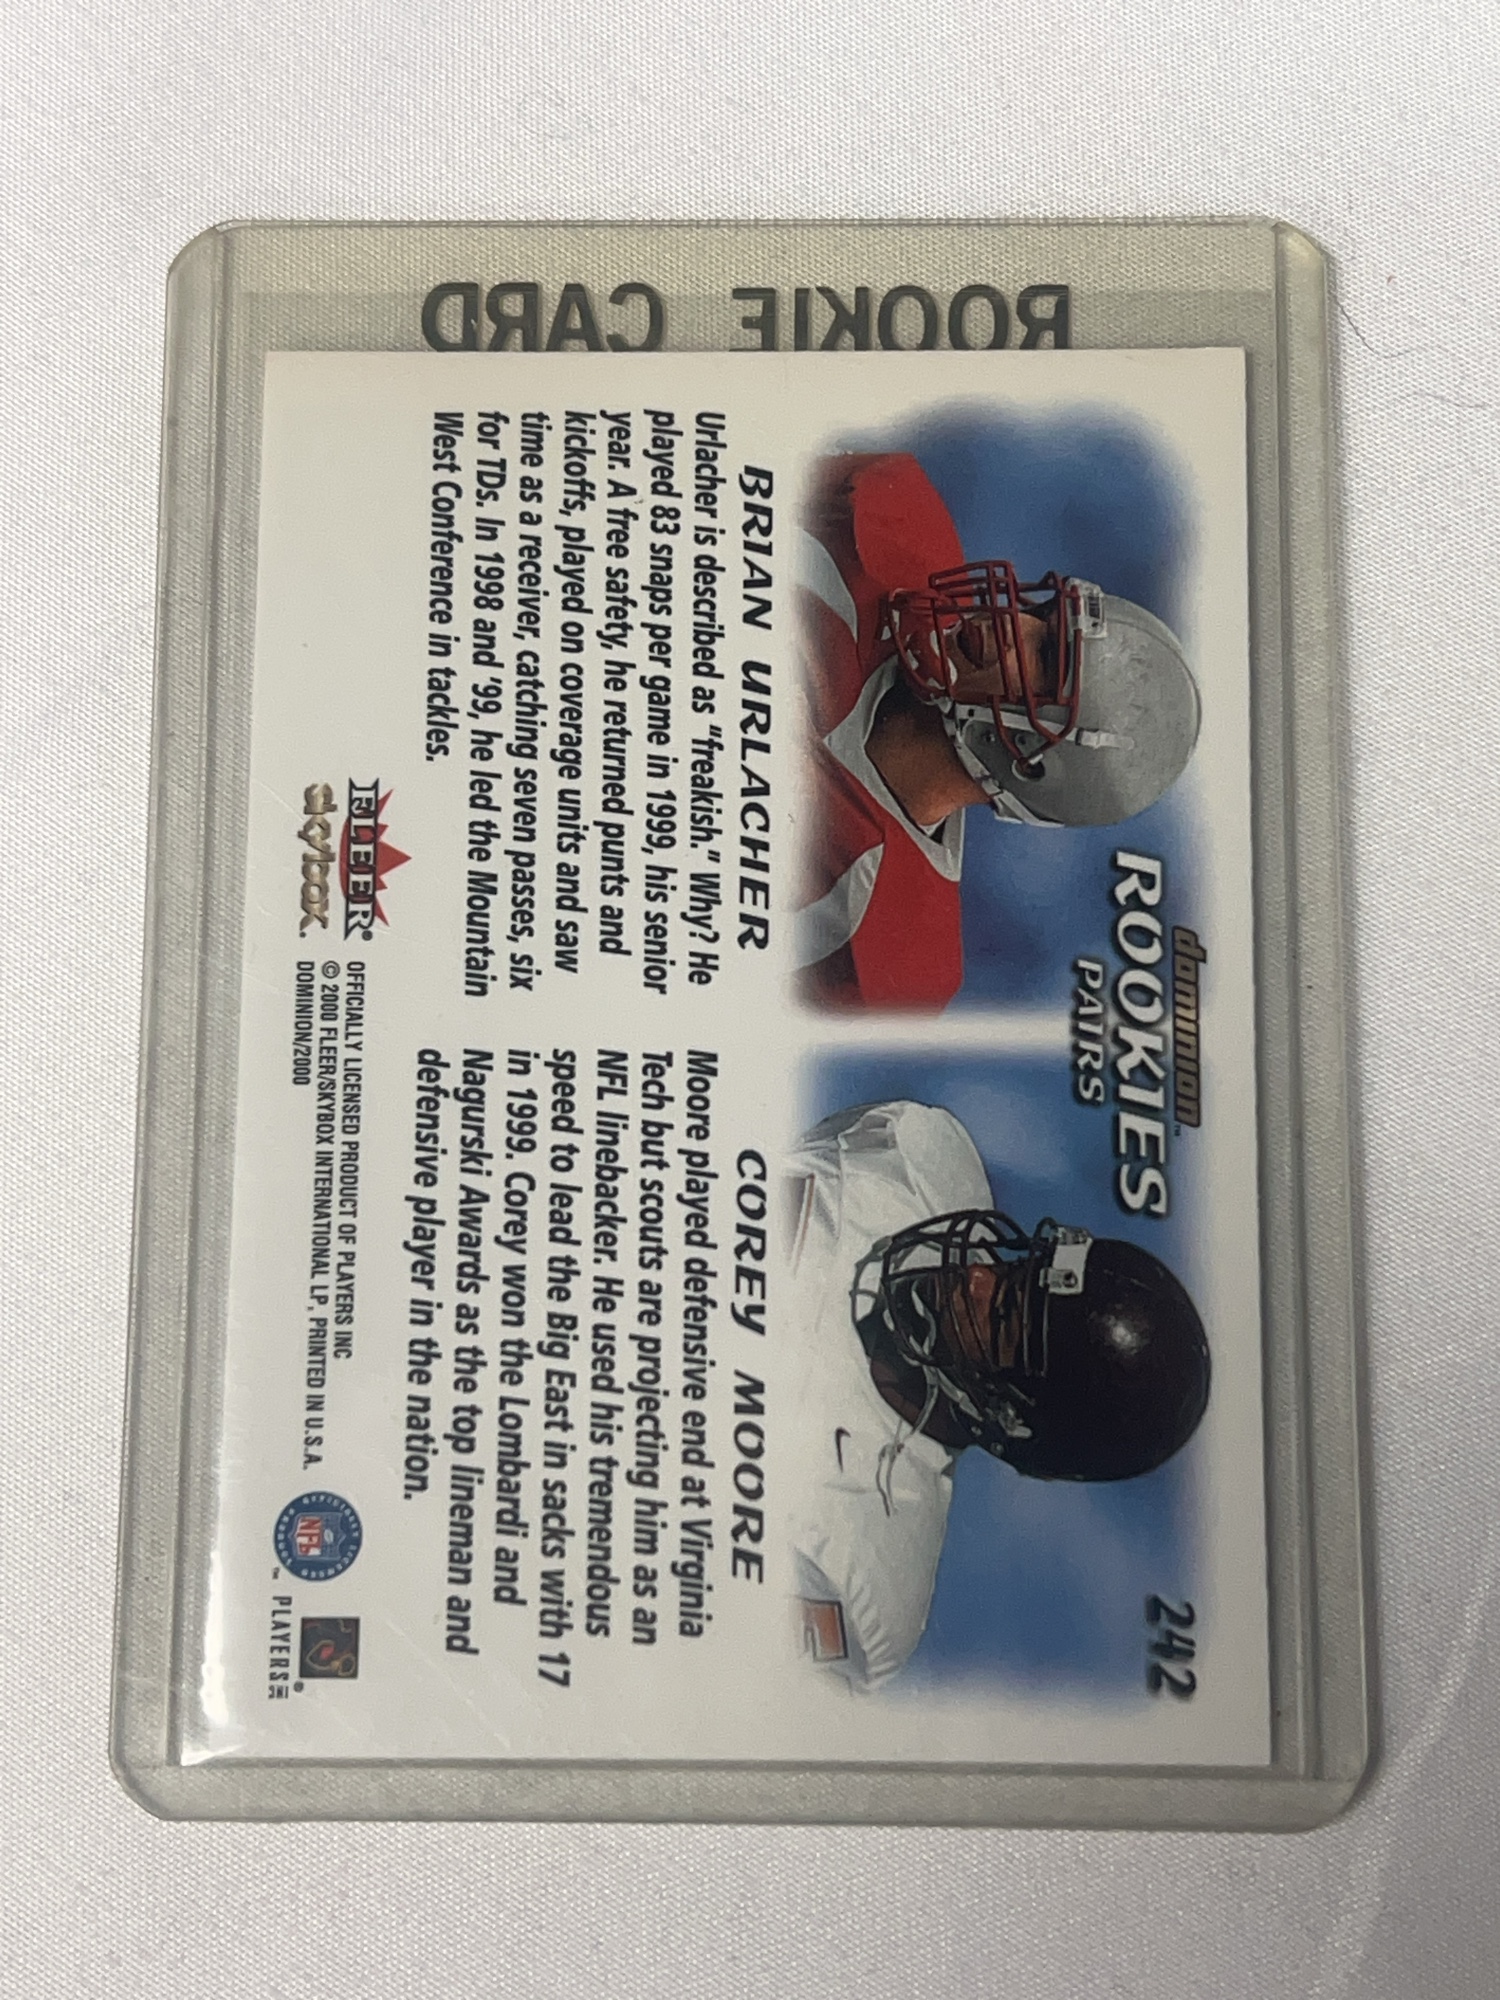 ROOKIE CARD
dominion™
ROOKIES
PAIRS
242
BRIAN URLACHER
Urlacher is described as "freakish." Why? He
played 83 snaps per game in 1999, his senior
year. A free safety, he returned punts and
kickoffs, played on coverage units and saw
time as a receiver, catching seven passes, six
for TDs. In 1998 and '99, he led the Mountain
West Conference in tackles.
COREY MOORE
Moore played defensive end at Virginia
Tech but scouts are projecting him as an
NFL linebacker. He used his tremendous
speed to lead the Big East in sacks with 17
in 1999. Corey won the Lombardi and
Nagurski Awards as the top lineman and
defensive player in the nation.
FLEER®
skybox.
OFFICIALLY LICENSED PRODUCT OF PLAYERS INC
© 2000 FLEER/SKYBOX INTERNATIONAL LP, PRINTED IN U.S.A.
DOMINION/2000
NFL
PLAYERS INC